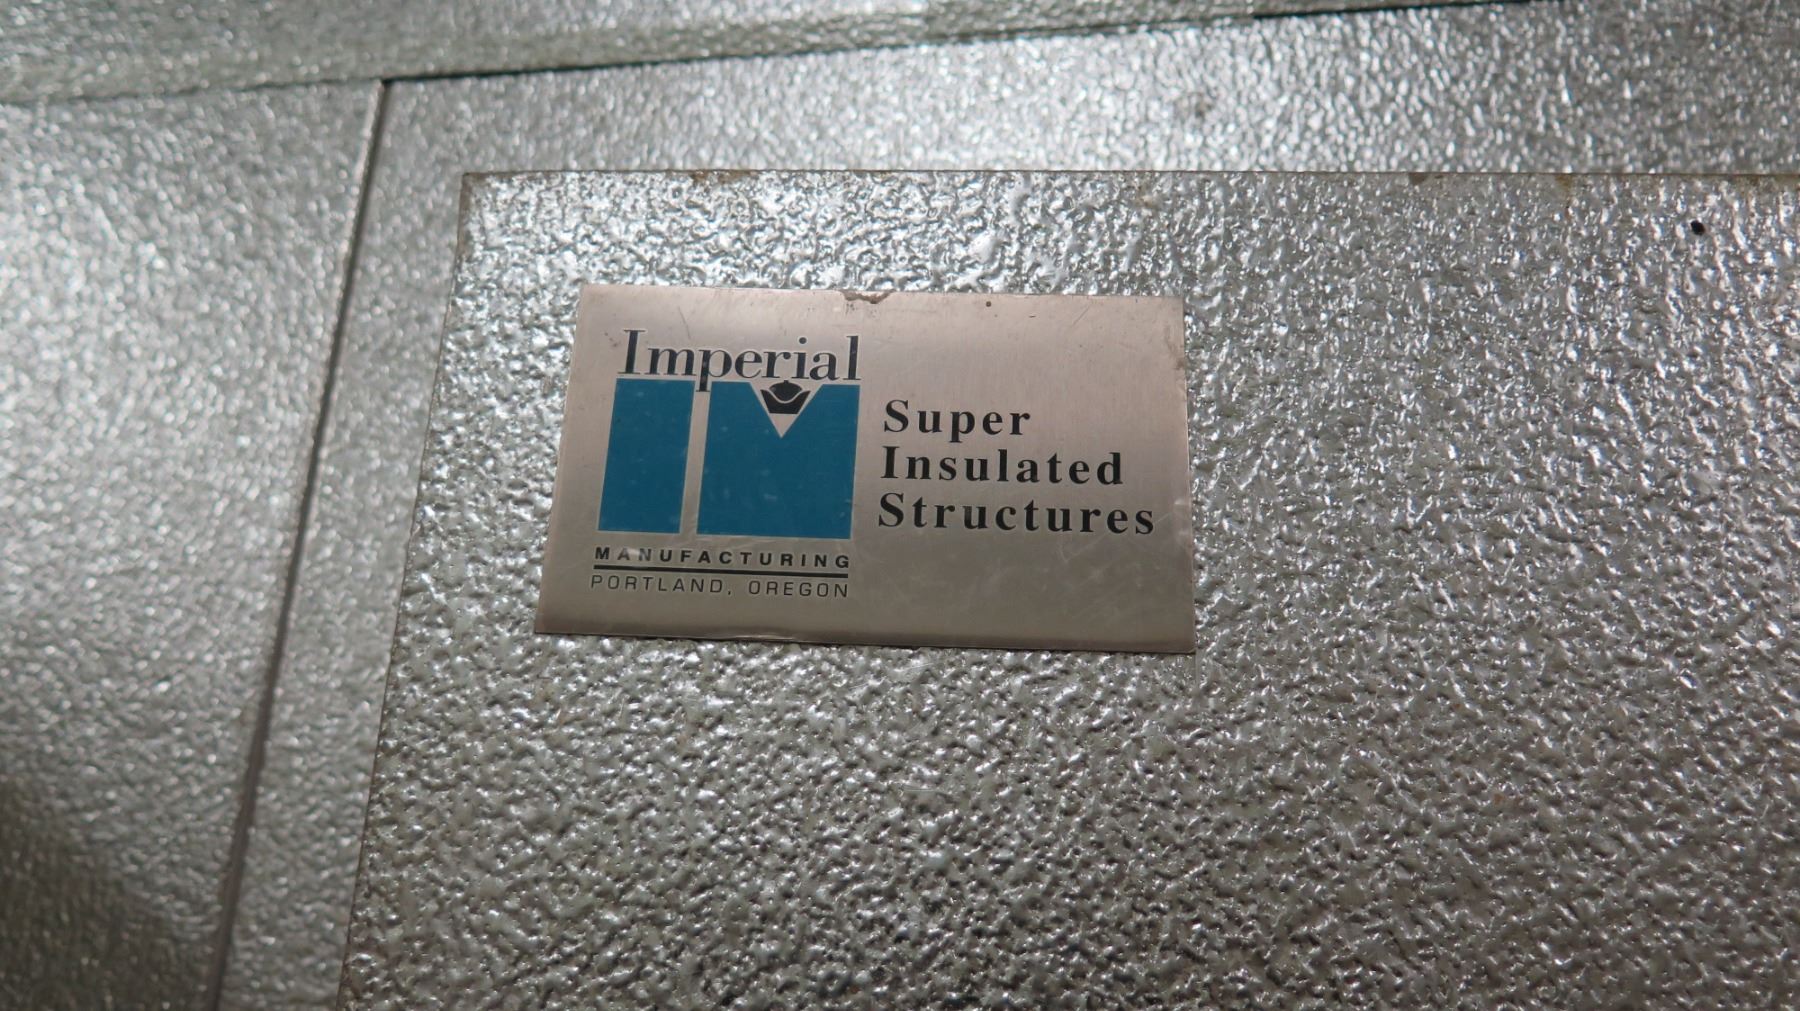 Imperial
IM
MANUFACTURING
PORTLAND, OREGON
Super
Insulated
Structures